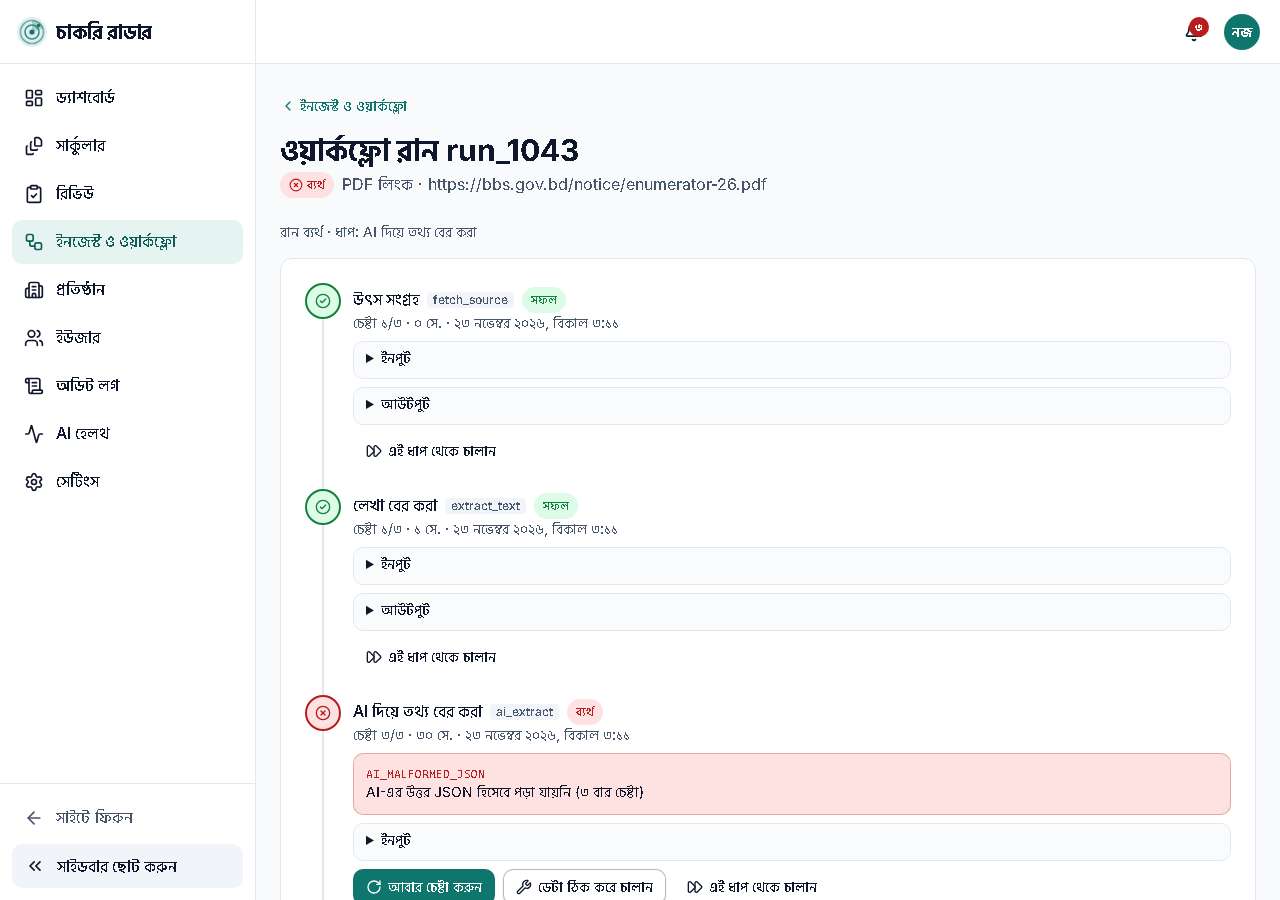 চাকরি রাডার
৩
নজ
ড্যাশবোর্ড
সার্কুলার
রিভিউ
ইনজেস্ট ও ওয়ার্কফ্লো
প্রতিষ্ঠান
ইউজার
অডিট লগ
AI হেলথ
সেটিংস
সাইটে ফিরুন
সাইডবার ছোট করুন
ইনজেস্ট ও ওয়ার্কফ্লো
ওয়ার্কফ্লো রান run_1043
ব্যর্থ PDF লিংক · https://bbs.gov.bd/notice/enumerator-26.pdf
রান ব্যর্থ · ধাপ: AI দিয়ে তথ্য বের করা
উৎস সংগ্রহ fetch_source সফল
চেষ্টা ১/৩ · ০ সে. · ২৩ নভেম্বর ২০২৬, বিকাল ৩:১১
ইনপুট
আউটপুট
এই ধাপ থেকে চালান
লেখা বের করা extract_text সফল
চেষ্টা ১/৩ · ১ সে. · ২৩ নভেম্বর ২০২৬, বিকাল ৩:১১
ইনপুট
আউটপুট
এই ধাপ থেকে চালান
AI দিয়ে তথ্য বের করা ai_extract ব্যর্থ
চেষ্টা ৩/৩ · ৩০ সে. · ২৩ নভেম্বর ২০২৬, বিকাল ৩:১১
AI_MALFORMED_JSON
AI-এর উত্তর JSON হিসেবে পড়া যায়নি (৩ বার চেষ্টা)
ইনপুট
আবার চেষ্টা করুন ডেটা ঠিক করে চালান এই ধাপ থেকে চালান